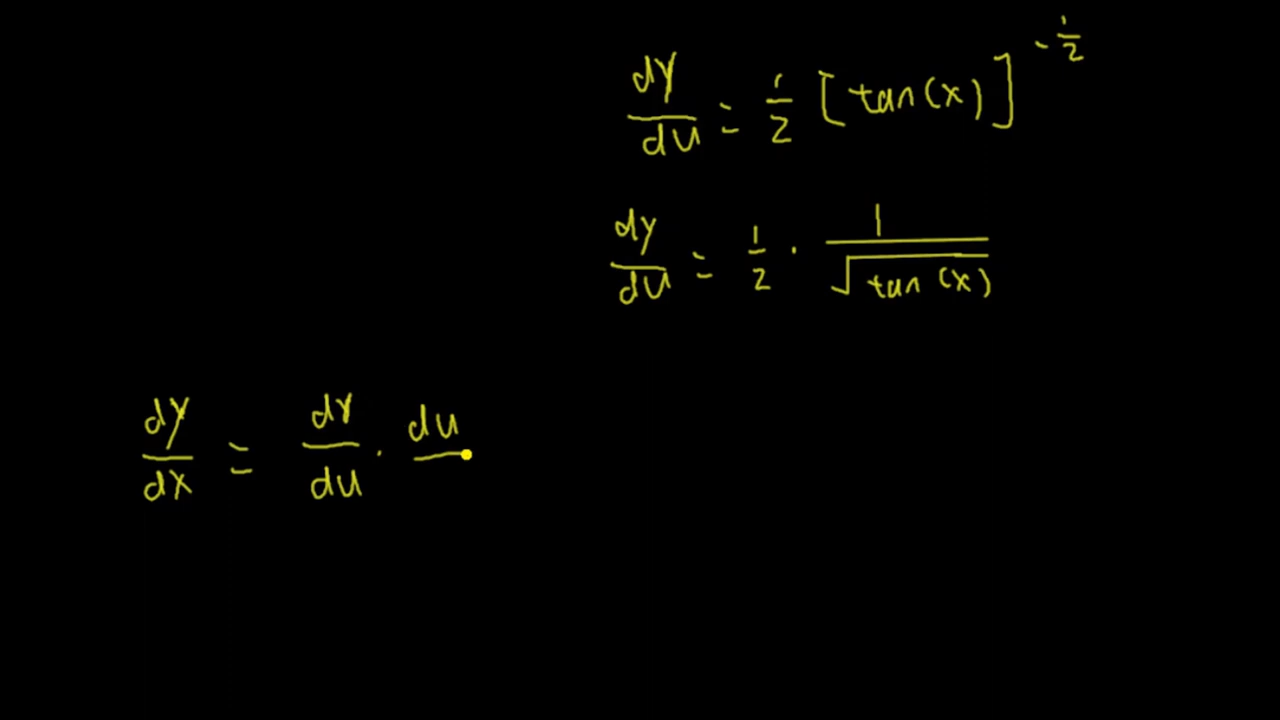 dy/du = 1/2 [tan(x)]^-1/2
dy/du = 1/2 · 1/√tan(x)
dy/dx = dy/du · du